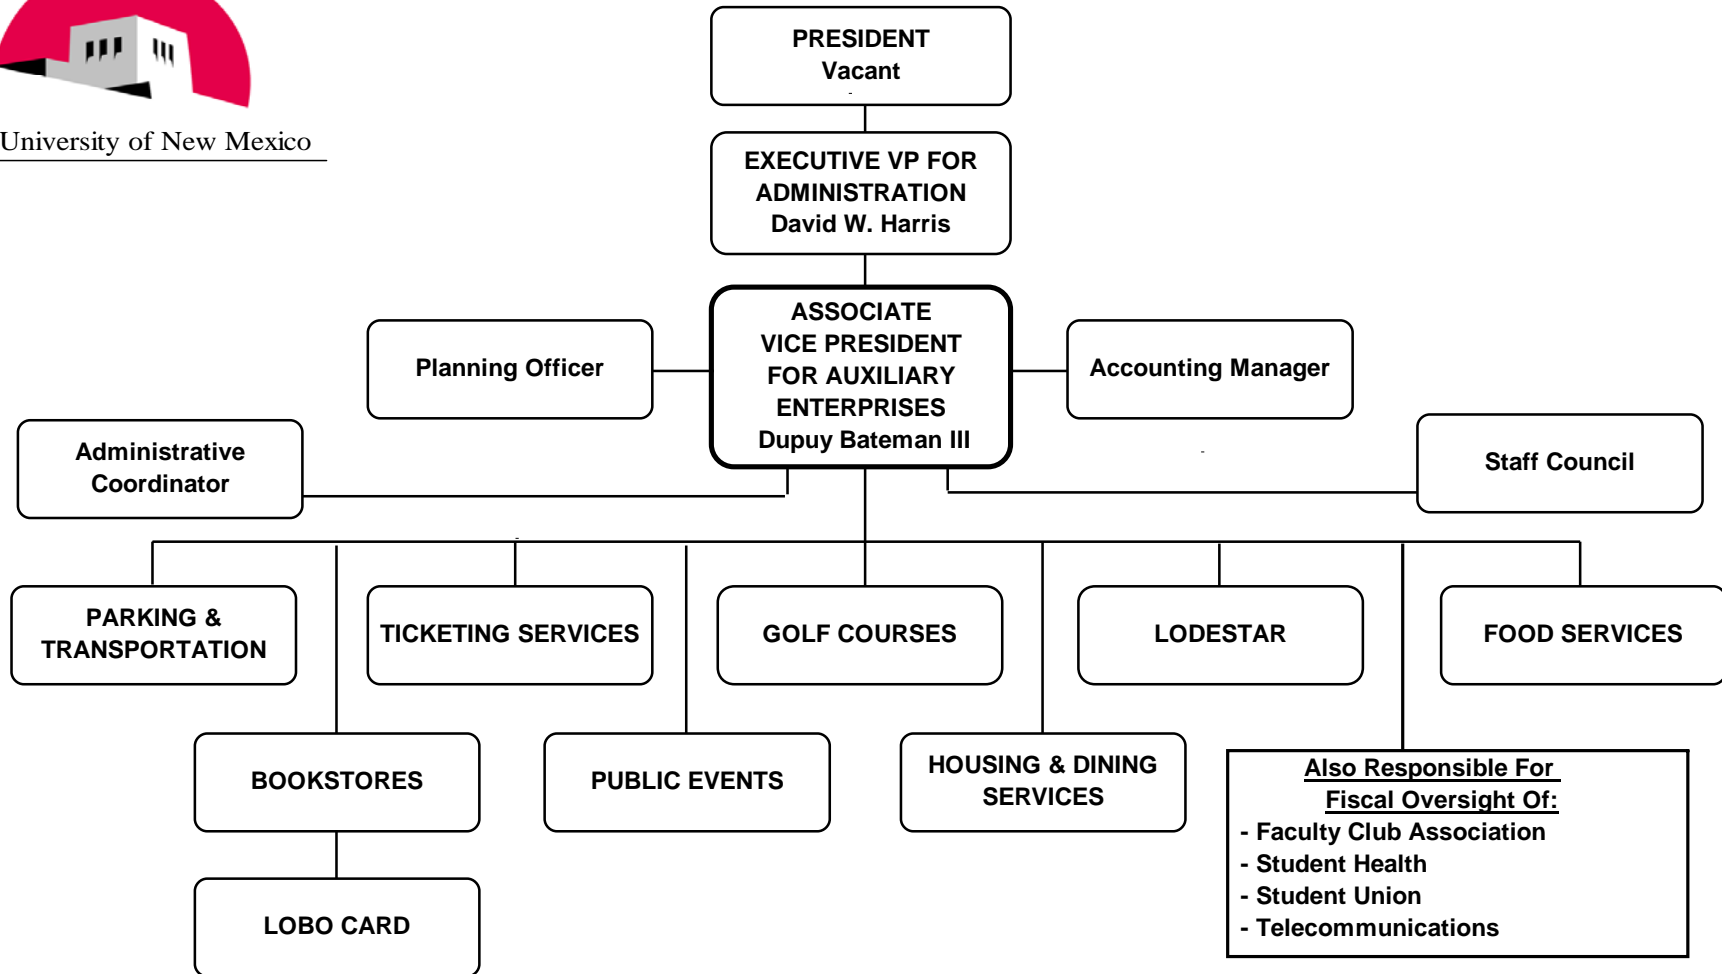 PRESIDENT
Vacant
University of New Mexico
EXECUTIVE VP FOR
ADMINISTRATION
David W. Harris
ASSOCIATE
VICE PRESIDENT
FOR AUXILIARY
ENTERPRISES
Dupuy Bateman III
Planning Officer
Accounting Manager
Administrative
Coordinator
Staff Council
PARKING &
TRANSPORTATION
TICKETING SERVICES
GOLF COURSES
LODESTAR
FOOD SERVICES
BOOKSTORES
PUBLIC EVENTS
HOUSING & DINING
SERVICES
Also Responsible For
Fiscal Oversight Of:
- Faculty Club Association
- Student Health
- Student Union
- Telecommunications
LOBO CARD